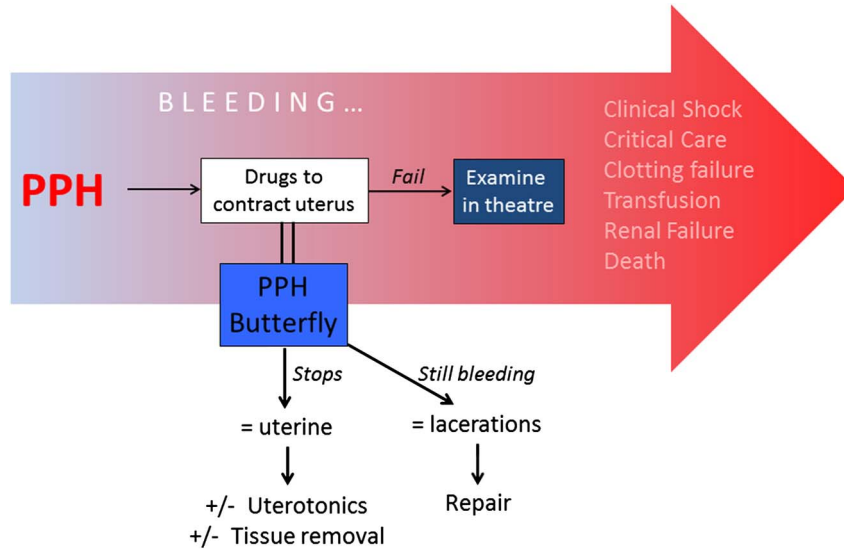 B L E E D I N G ...
PPH
Drugs to
contract uterus
Fail
Examine
in theatre
Clinical Shock
Critical Care
Clotting failure
Transfusion
Renal Failure
Death
PPH
Butterfly
Stops
Still bleeding
= uterine
= lacerations
+/- Uterotonics
+/- Tissue removal
Repair